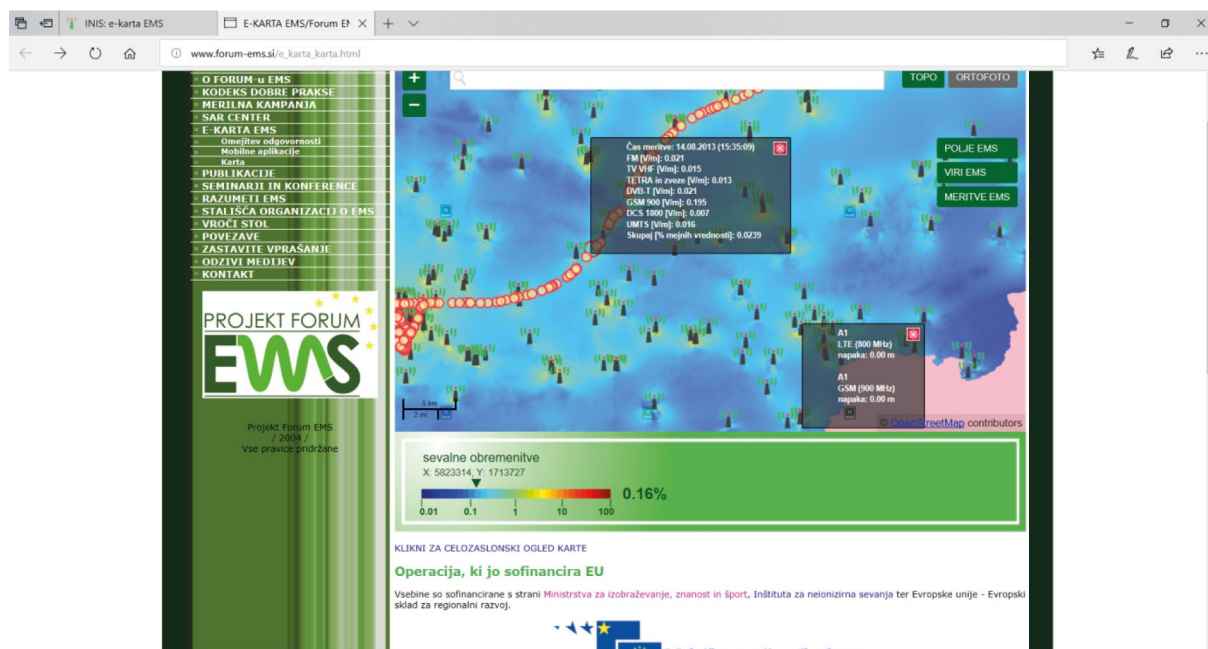 INIS: e-karta EMS
E-KARTA EMS/Forum EM
www.forum-ems.si/e_karta_karta.html
O FORUM-u EMS
KODEKS DOBRE PRAKSE
MERILNA KAMPANJA
SAR CENTER
E-KARTA EMS
Omejitev odgovornosti
Mobilne aplikacije
Karta
PUBLIKACIJE
SEMINARJI IN KONFERENCE
RAZUMETI EMS
STALIŠČA ORGANIZACIJ O EMS
VROČI STOL
POVEZAVE
ZASTAVITE VPRAŠANJE
ODZIVI MEDIJEV
KONTAKT
PROJEKT FORUM
EMS
Projekt Forum EMS
/ 2004 /
Vse pravice pridržane
+
−
TOPO
ORTOFOTO
POLJE EMS
VIRI EMS
MERITVE EMS
Čas meritve: 14.08.2013 (15:35:09)
FM [V/m]: 0.021
TV VHF [V/m]: 0.015
TETRA in zveze [V/m]: 0.013
DVB-T [V/m]: 0.021
GSM 900 [V/m]: 0.195
DCS 1800 [V/m]: 0.007
UMTS [V/m]: 0.016
Skupaj [% mejnih vrednosti]: 0.0239
A1
LTE (800 MHz)
napaka: 0.00 m
A1
GSM (900 MHz)
napaka: 0.00 m
5 km
2 mi
© OpenStreetMap contributors
sevalne obremenitve
X: 5823314, Y: 1713727
0.16%
0.01 0.1 1 10 100
KLIKNI ZA CELOZASLONSKI OGLED KARTE
Operacija, ki jo sofinancira EU
Vsebine so sofinancirane s strani Ministrstva za izobraževanje, znanost in šport, Inštituta za neionizirna sevanja ter Evropske unije - Evropski
sklad za regionalni razvoj.